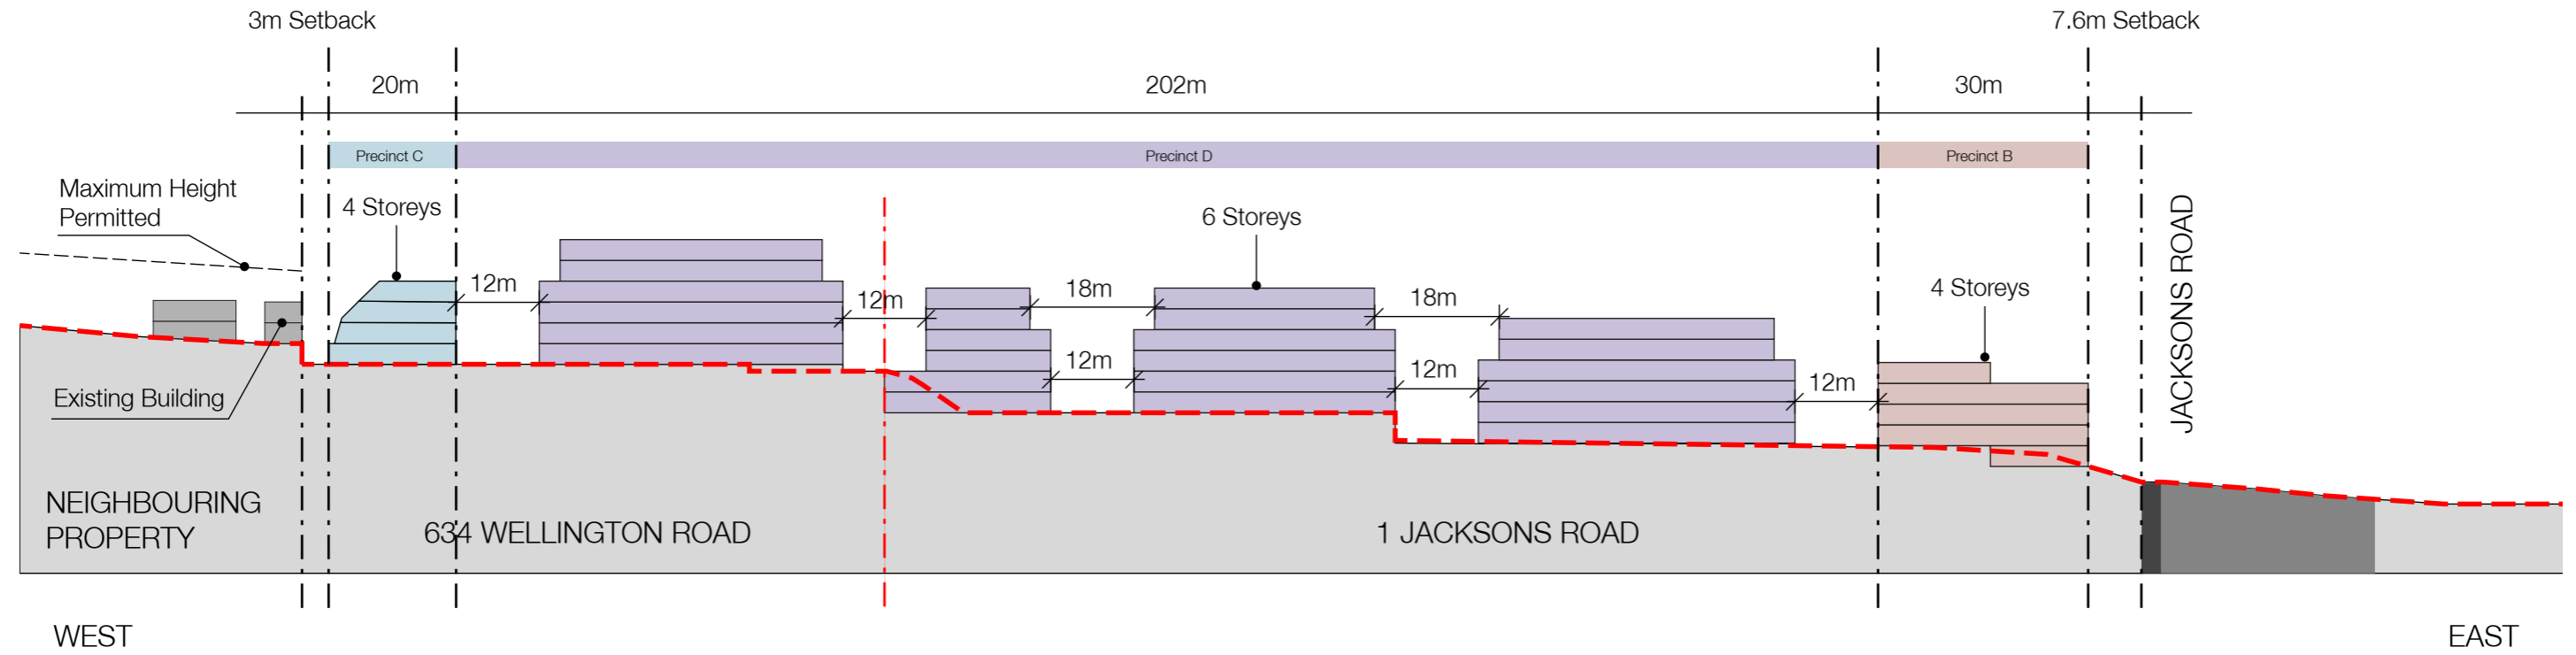 3m Setback
7.6m Setback
20m
202m
30m
Precinct C
Precinct D
Precinct B
Maximum Height
Permitted
4 Storeys
6 Storeys
JACKSONS ROAD
12m
12m
18m
18m
4 Storeys
12m
12m
12m
Existing Building
NEIGHBOURING
PROPERTY
634 WELLINGTON ROAD
1 JACKSONS ROAD
WEST
EAST